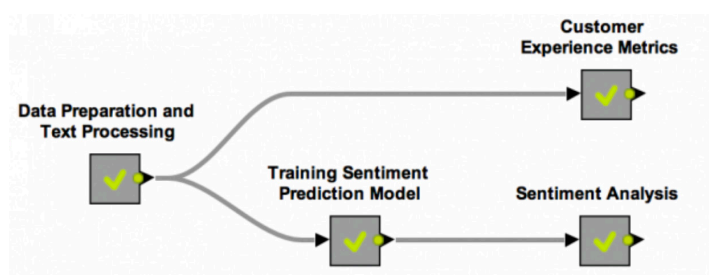 Customer
Experience Metrics
Data Preparation and
Text Processing
Training Sentiment
Prediction Model
Sentiment Analysis